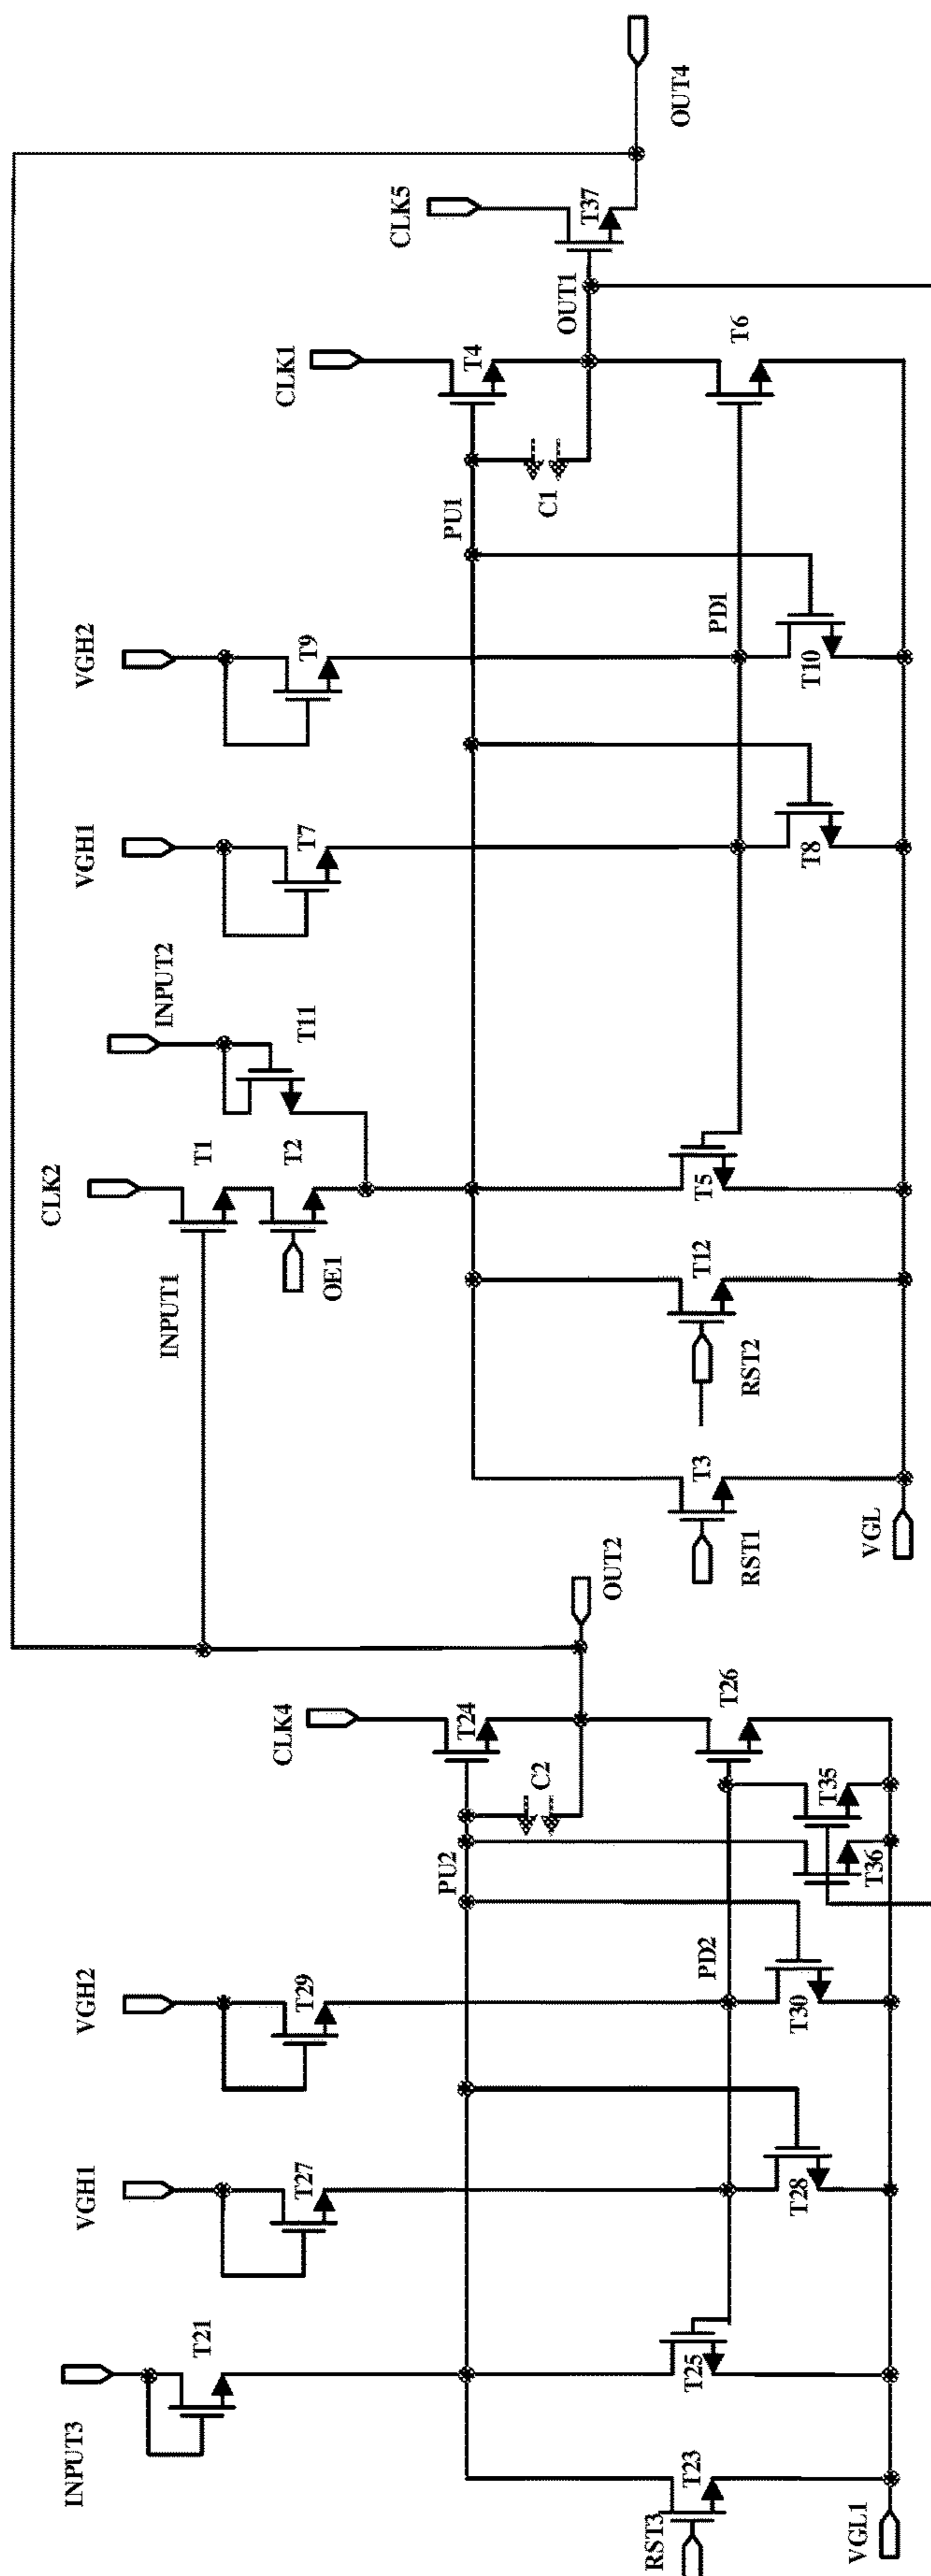 OUT4
CLK5
T37
OUT1
CLK1
T4
T6
C1
PU1
VGH2
T9
PD1
T10
VGH1
T7
T8
INPUT2
T11
CLK2
T1
T2
T5
INPUT1
OE1
T12
RST2
T3
RST1
VGL
OUT2
CLK4
T24
T26
C2
T35
T36
PU2
VGH2
T29
PD2
T30
VGH1
T27
T28
T21
INPUT3
T25
T23
RST3
VGL1